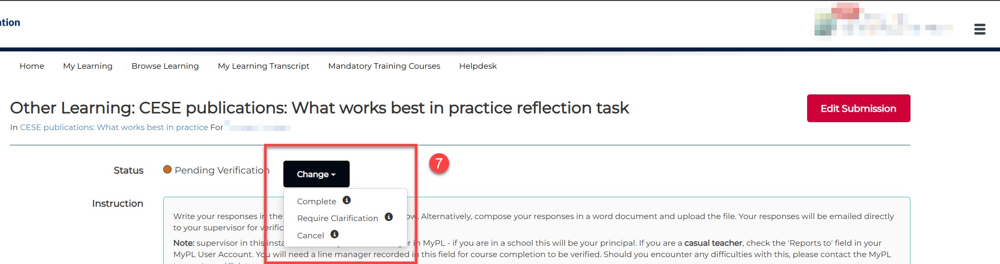 ation
Home My Learning Browse Learning My Learning Transcript Mandatory Training Courses Helpdesk
Other Learning: CESE publications: What works best in practice reflection task
Edit Submission
In CESE publications: What works best in practice For
7
Status Pending Verification Change
Complete
Require Clarification
Cancel
Instruction
Write your responses in the ow. Alternatively, compose your responses in a word document and upload the file. Your responses will be emailed directly
to your supervisor for verific
Note: supervisor in this insta er in MyPL - if you are in a school this will be your principal. If you are a casual teacher, check the 'Reports to' field in your
MyPL User Account. You will need a line manager recorded in this field for course completion to be verified. Should you encounter any difficulties with this, please contact the MyPL